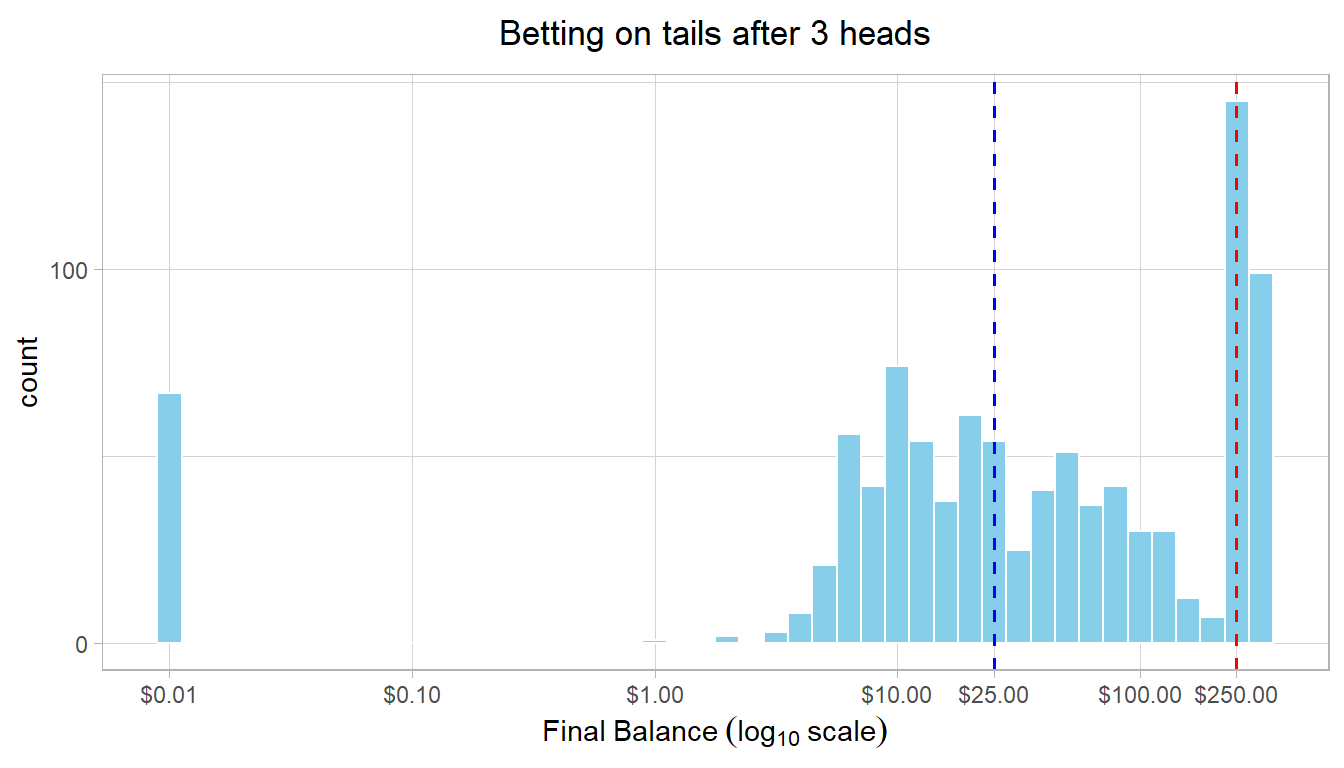 Betting on tails after 3 heads
count
100
0
$0.01 $0.10 $1.00 $10.00 $25.00 $100.00 $250.00
Final Balance (log10 scale)